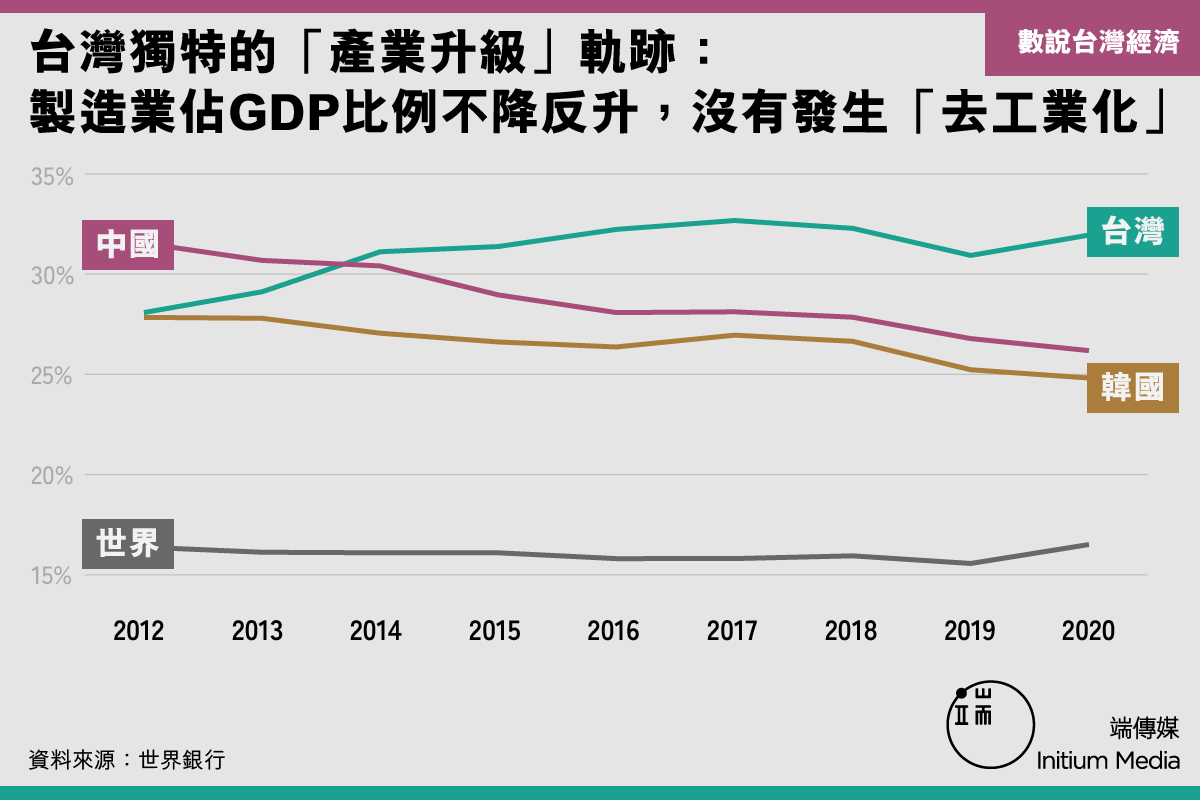 數說台灣經濟
台灣獨特的「產業升級」軌跡：
製造業佔GDP比例不降反升，沒有發生「去工業化」
35%
中國
台灣
30%
25%
韓國
20%
世界
15%
2012 2013 2014 2015 2016 2017 2018 2019 2020
端
端傳媒
資料來源：世界銀行
Initium Media